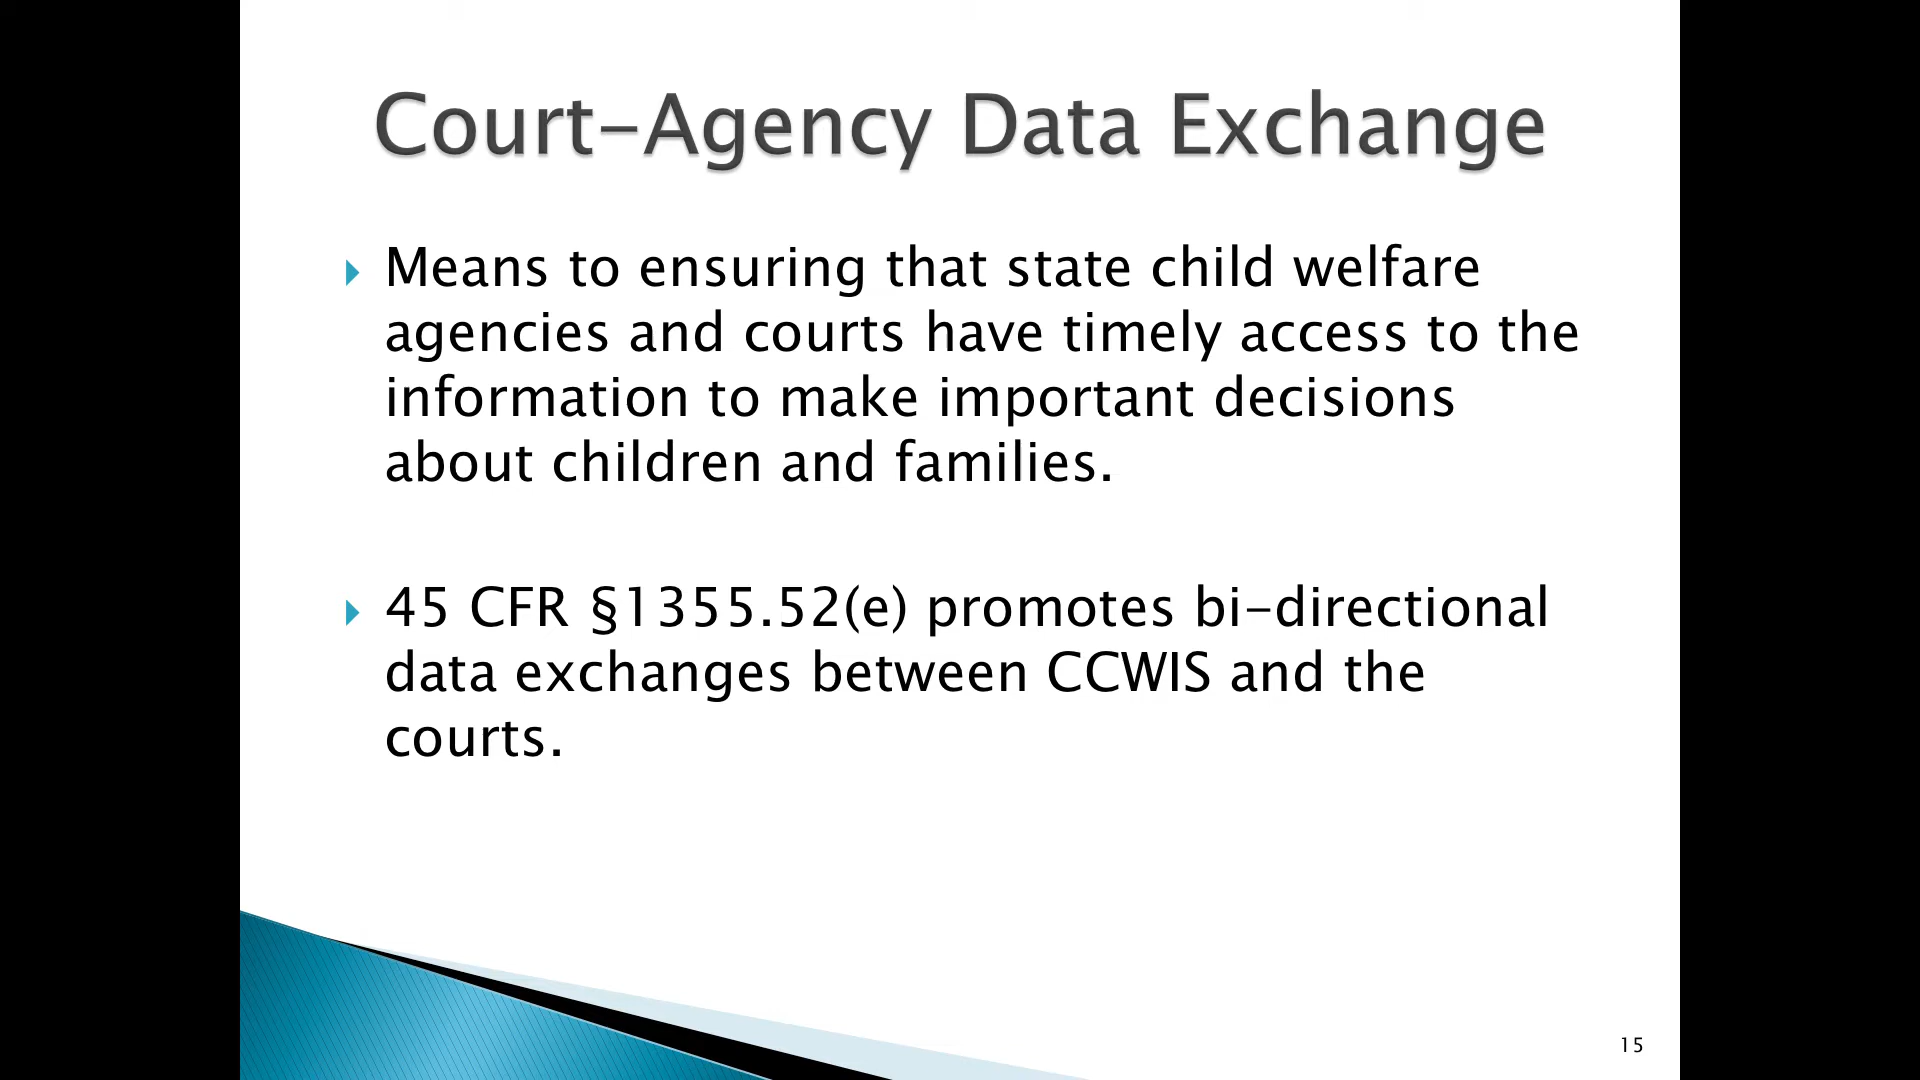 Court-Agency Data Exchange
Means to ensuring that state child welfare
agencies and courts have timely access to the
information to make important decisions
about children and families.
45 CFR §1355.52(e) promotes bi-directional
data exchanges between CCWIS and the
courts.
15